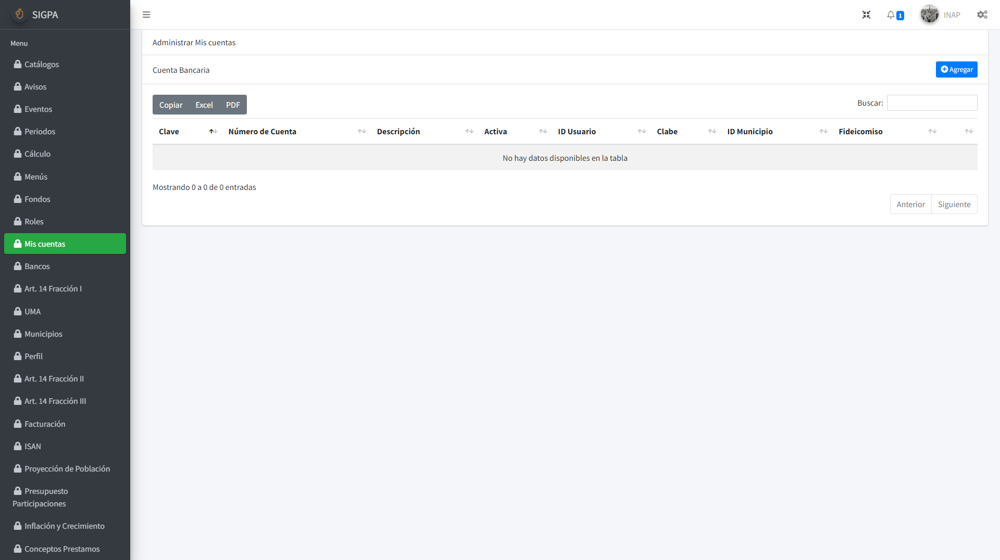 SIGPA
1
INAP
Menu
Catálogos
Avisos
Eventos
Periodos
Cálculo
Menús
Fondos
Roles
Mis cuentas
Bancos
Art. 14 Fracción I
UMA
Municipios
Perfil
Art. 14 Fracción II
Art. 14 Fracción III
Facturación
ISAN
Proyección de Población
Presupuesto
Participaciones
Inflación y Crecimiento
Conceptos Prestamos
Administrar Mis cuentas
Cuenta Bancaria
Agregar
Copiar Excel PDF
Buscar:
Clave Número de Cuenta Descripción Activa ID Usuario Clabe ID Municipio Fideicomiso
No hay datos disponibles en la tabla
Mostrando 0 a 0 de 0 entradas
Anterior Siguiente